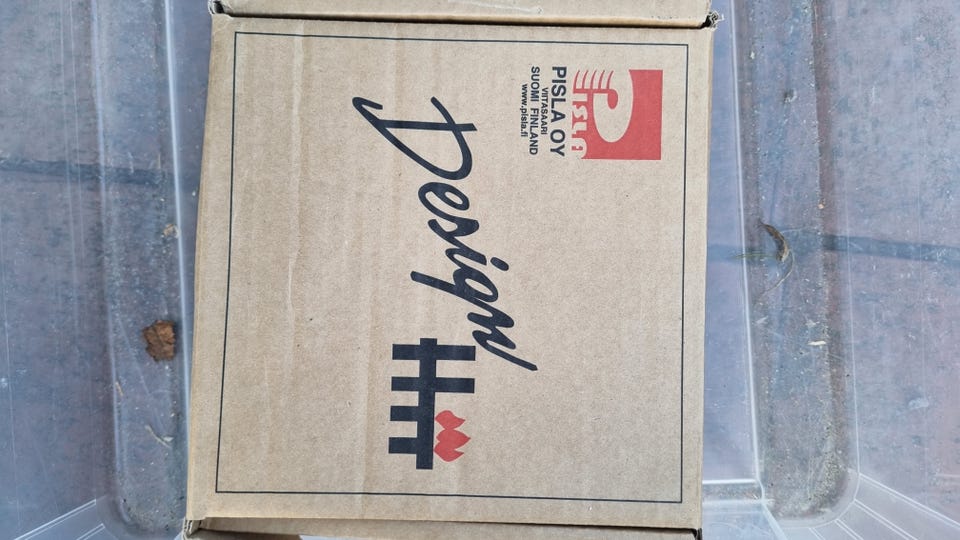 PISLA
PISLA OY
VIITASAARI
SUOMI FINLAND
www.pisla.fi
Design